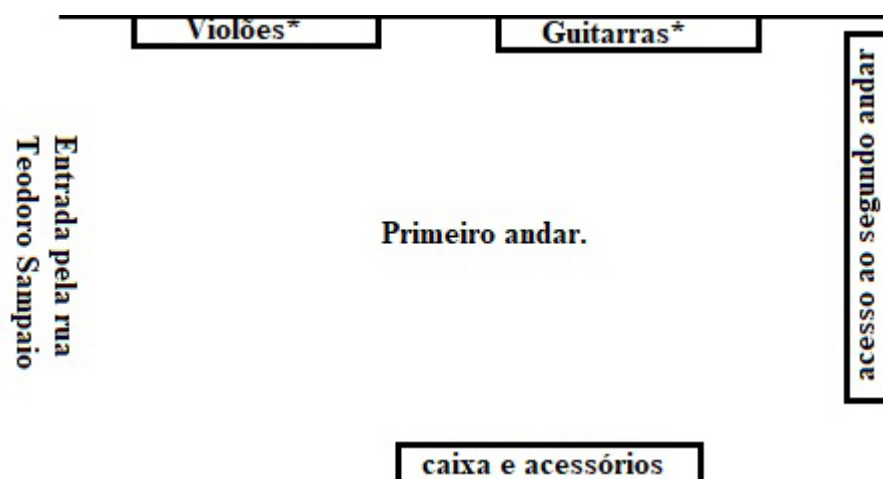 Violões*
Guitarras*
Entrada pela rua
Teodoro Sampaio
Primeiro andar.
acesso ao segundo andar
caixa e acessórios